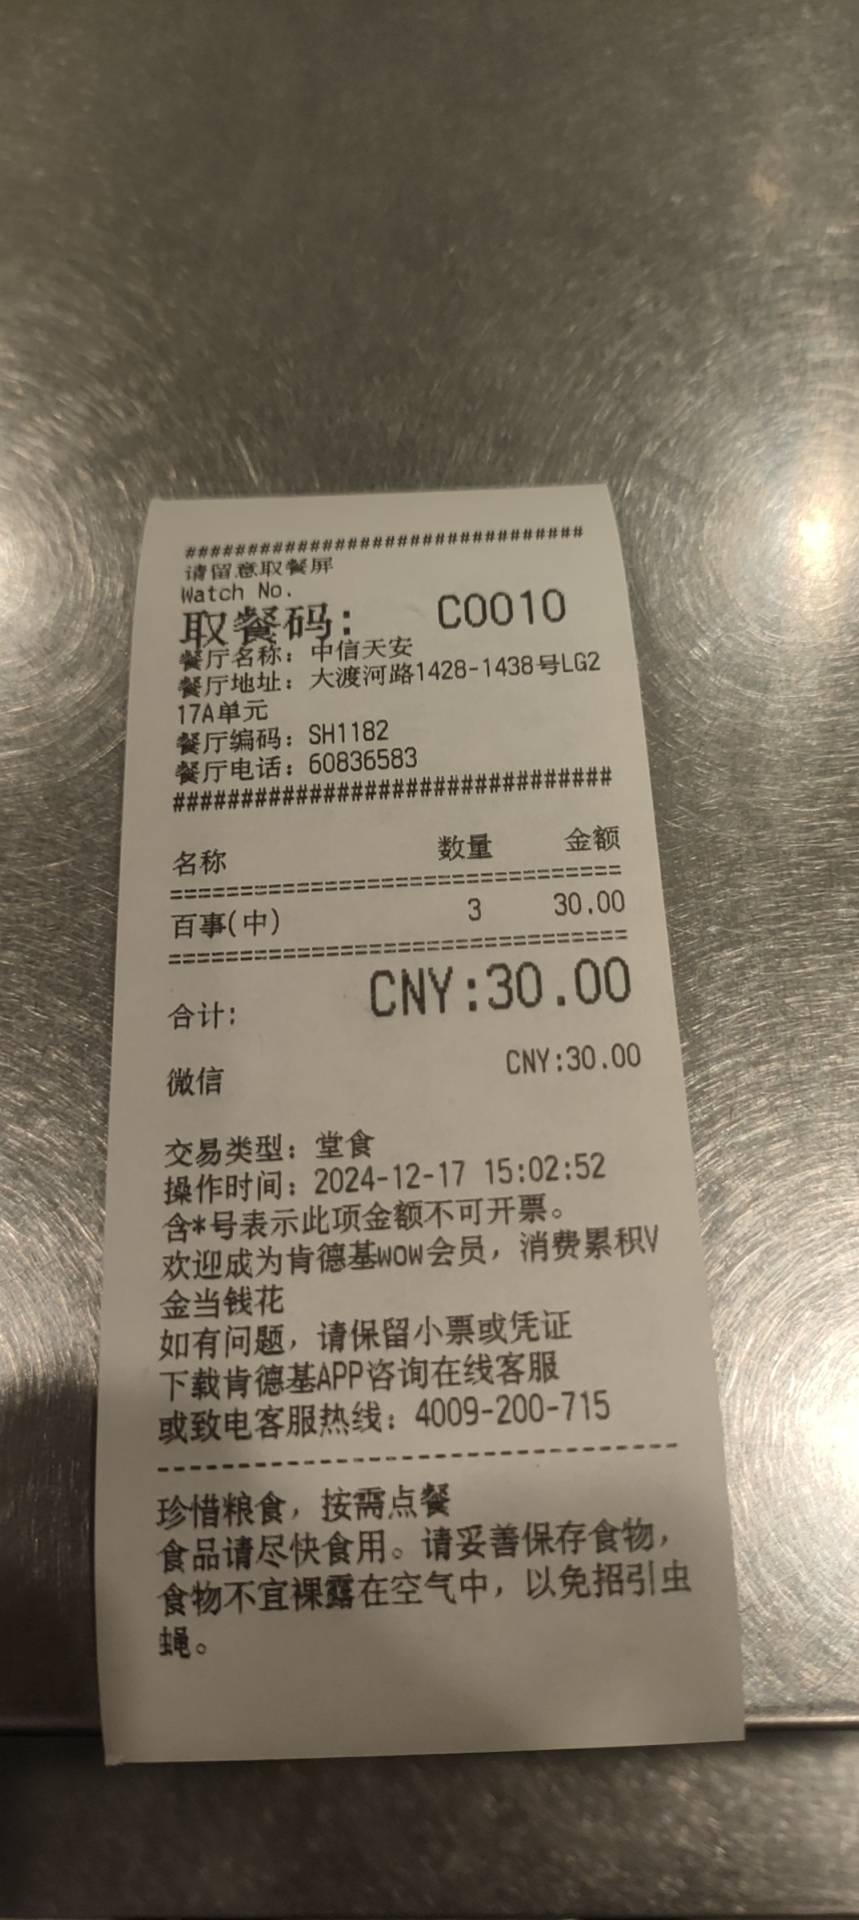 ################################
请留意取餐屏
Watch No.
取餐码: C0010
餐厅名称: 中信天安
餐厅地址: 大渡河路1428-1438号LG2
17A单元
餐厅编码: SH1182
餐厅电话: 60836583
################################
名称 数量 金额
================================
百事(中) 3 30.00
================================
合计: CNY:30.00
微信 CNY:30.00
交易类型: 堂食
操作时间: 2024-12-17 15:02:52
含*号表示此项金额不可开票。
欢迎成为肯德基wow会员, 消费累积V
金当钱花
如有问题, 请保留小票或凭证
下载肯德基APP咨询在线客服
或致电客服热线: 4009-200-715
--------------------------------
珍惜粮食, 按需点餐
食品请尽快食用。请妥善保存食物,
食物不宜裸露在空气中, 以免招引虫
蝇。